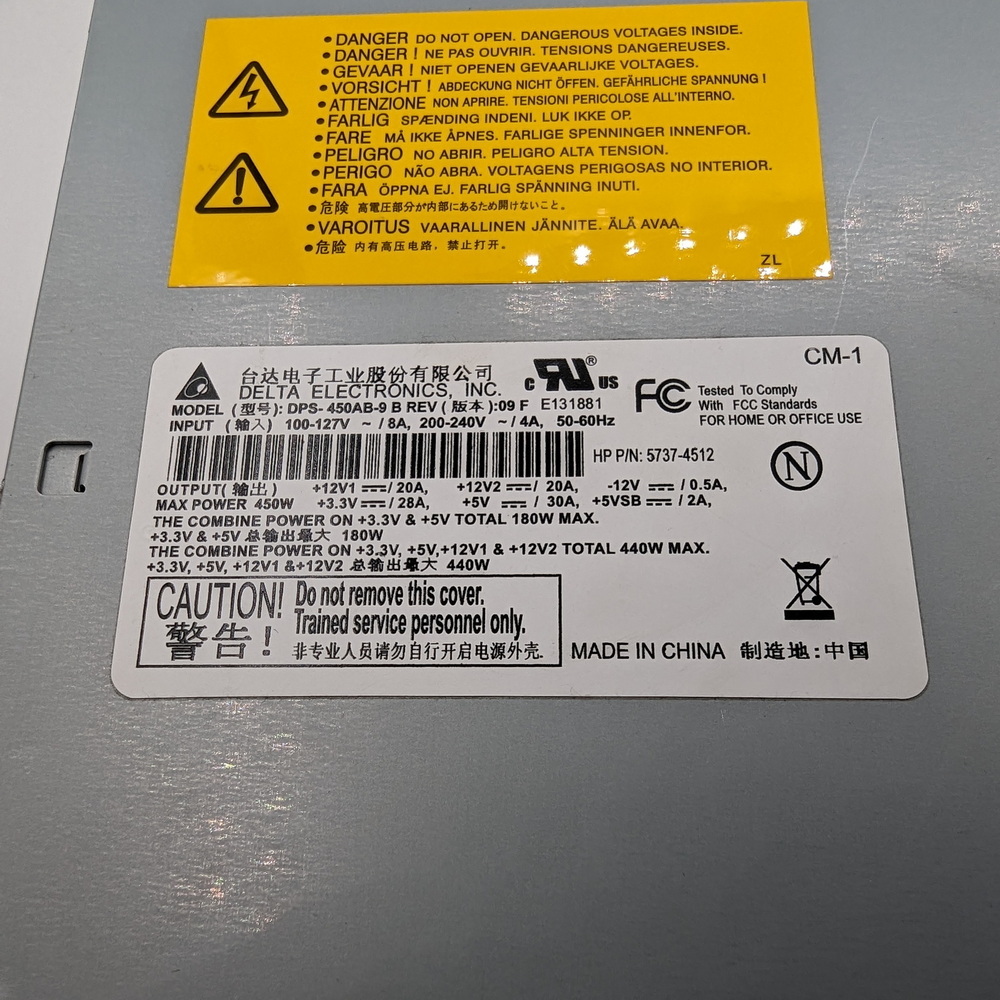 • DANGER DO NOT OPEN. DANGEROUS VOLTAGES INSIDE.
• DANGER ! NE PAS OUVRIR. TENSIONS DANGEREUSES.
• GEVAAR ! NIET OPENEN GEVAARLIJKE VOLTAGES.
• VORSICHT ! ABDECKUNG NICHT ÖFFEN. GEFÄHRLICHE SPANNUNG !
• ATTENZIONE NON APRIRE. TENSIONI PERICOLOSE ALL'INTERNO.
• FARLIG SPÆNDING INDENI. LUK IKKE OP.
• FARE MÅ IKKE ÅPNES. FARLIGE SPENNINGER INNENFOR.
• PELIGRO NO ABRIR. PELIGRO ALTA TENSION.
• PERIGO NÃO ABRA. VOLTAGENS PERIGOSAS NO INTERIOR.
• FARA ÖPPNA EJ. FARLIG SPÄNNING INUTI.
• 危険 高電圧部分が内部にあるため開けないこと。
• VAROITUS VAARALLINEN JÄNNITE. ÄLÄ AVAA.
• 危险 内有高压电路，禁止打开。
ZL
CM-1
台达电子工业股份有限公司
DELTA ELECTRONICS, INC.
c RU ® US
FC Tested To Comply
With FCC Standards
FOR HOME OR OFFICE USE
MODEL (型号): DPS- 450AB-9 B REV (版本):09 F E131881
INPUT (输入) 100-127V ~ / 8A, 200-240V ~ / 4A, 50-60Hz
HP P/N: 5737-4512
N
OUTPUT( 输出) +12V1 ⎓ / 20A, +12V2 ⎓ / 20A, -12V ⎓ / 0.5A,
MAX POWER 450W +3.3V ⎓ / 28A, +5V ⎓ / 30A, +5VSB ⎓ / 2A,
THE COMBINE POWER ON +3.3V & +5V TOTAL 180W MAX.
+3.3V & +5V 总输出最大 180W
THE COMBINE POWER ON +3.3V, +5V,+12V1 & +12V2 TOTAL 440W MAX.
+3.3V, +5V, +12V1 &+12V2 总输出最大 440W
CAUTION! Do not remove this cover.
Trained service personnel only.
警告! 非专业人员请勿自行开启电源外壳.
MADE IN CHINA 制造地:中国